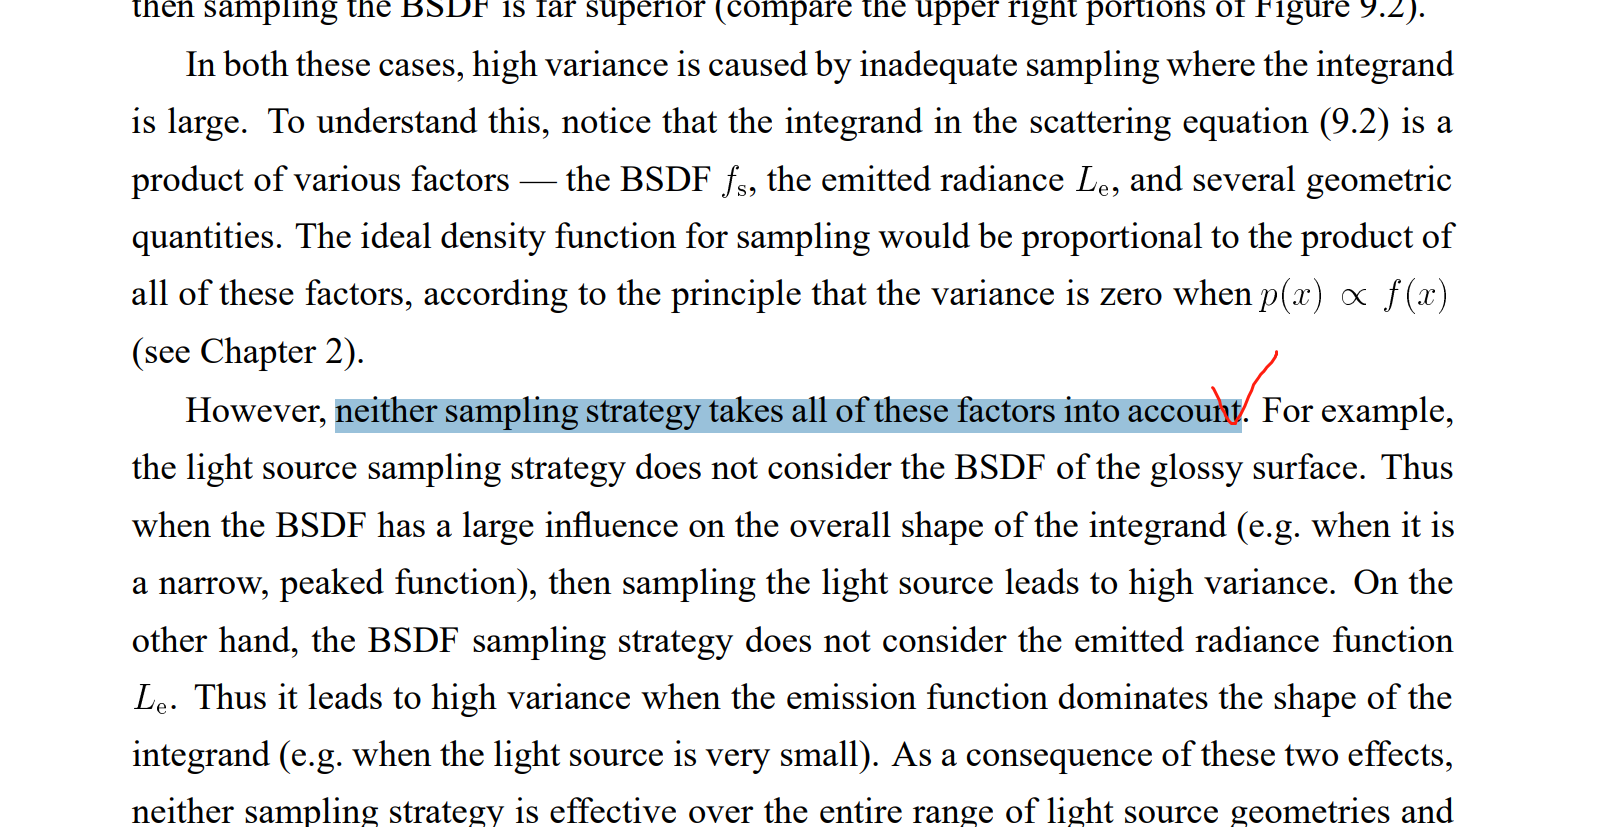 then sampling the BSDF is far superior (compare the upper right portions of Figure 9.2).
In both these cases, high variance is caused by inadequate sampling where the integrand
is large. To understand this, notice that the integrand in the scattering equation (9.2) is a
product of various factors — the BSDF fs, the emitted radiance Le, and several geometric
quantities. The ideal density function for sampling would be proportional to the product of
all of these factors, according to the principle that the variance is zero when p(x) ∝ f(x)
(see Chapter 2).
However, neither sampling strategy takes all of these factors into account. For example,
the light source sampling strategy does not consider the BSDF of the glossy surface. Thus
when the BSDF has a large influence on the overall shape of the integrand (e.g. when it is
a narrow, peaked function), then sampling the light source leads to high variance. On the
other hand, the BSDF sampling strategy does not consider the emitted radiance function
Le. Thus it leads to high variance when the emission function dominates the shape of the
integrand (e.g. when the light source is very small). As a consequence of these two effects,
neither sampling strategy is effective over the entire range of light source geometries and